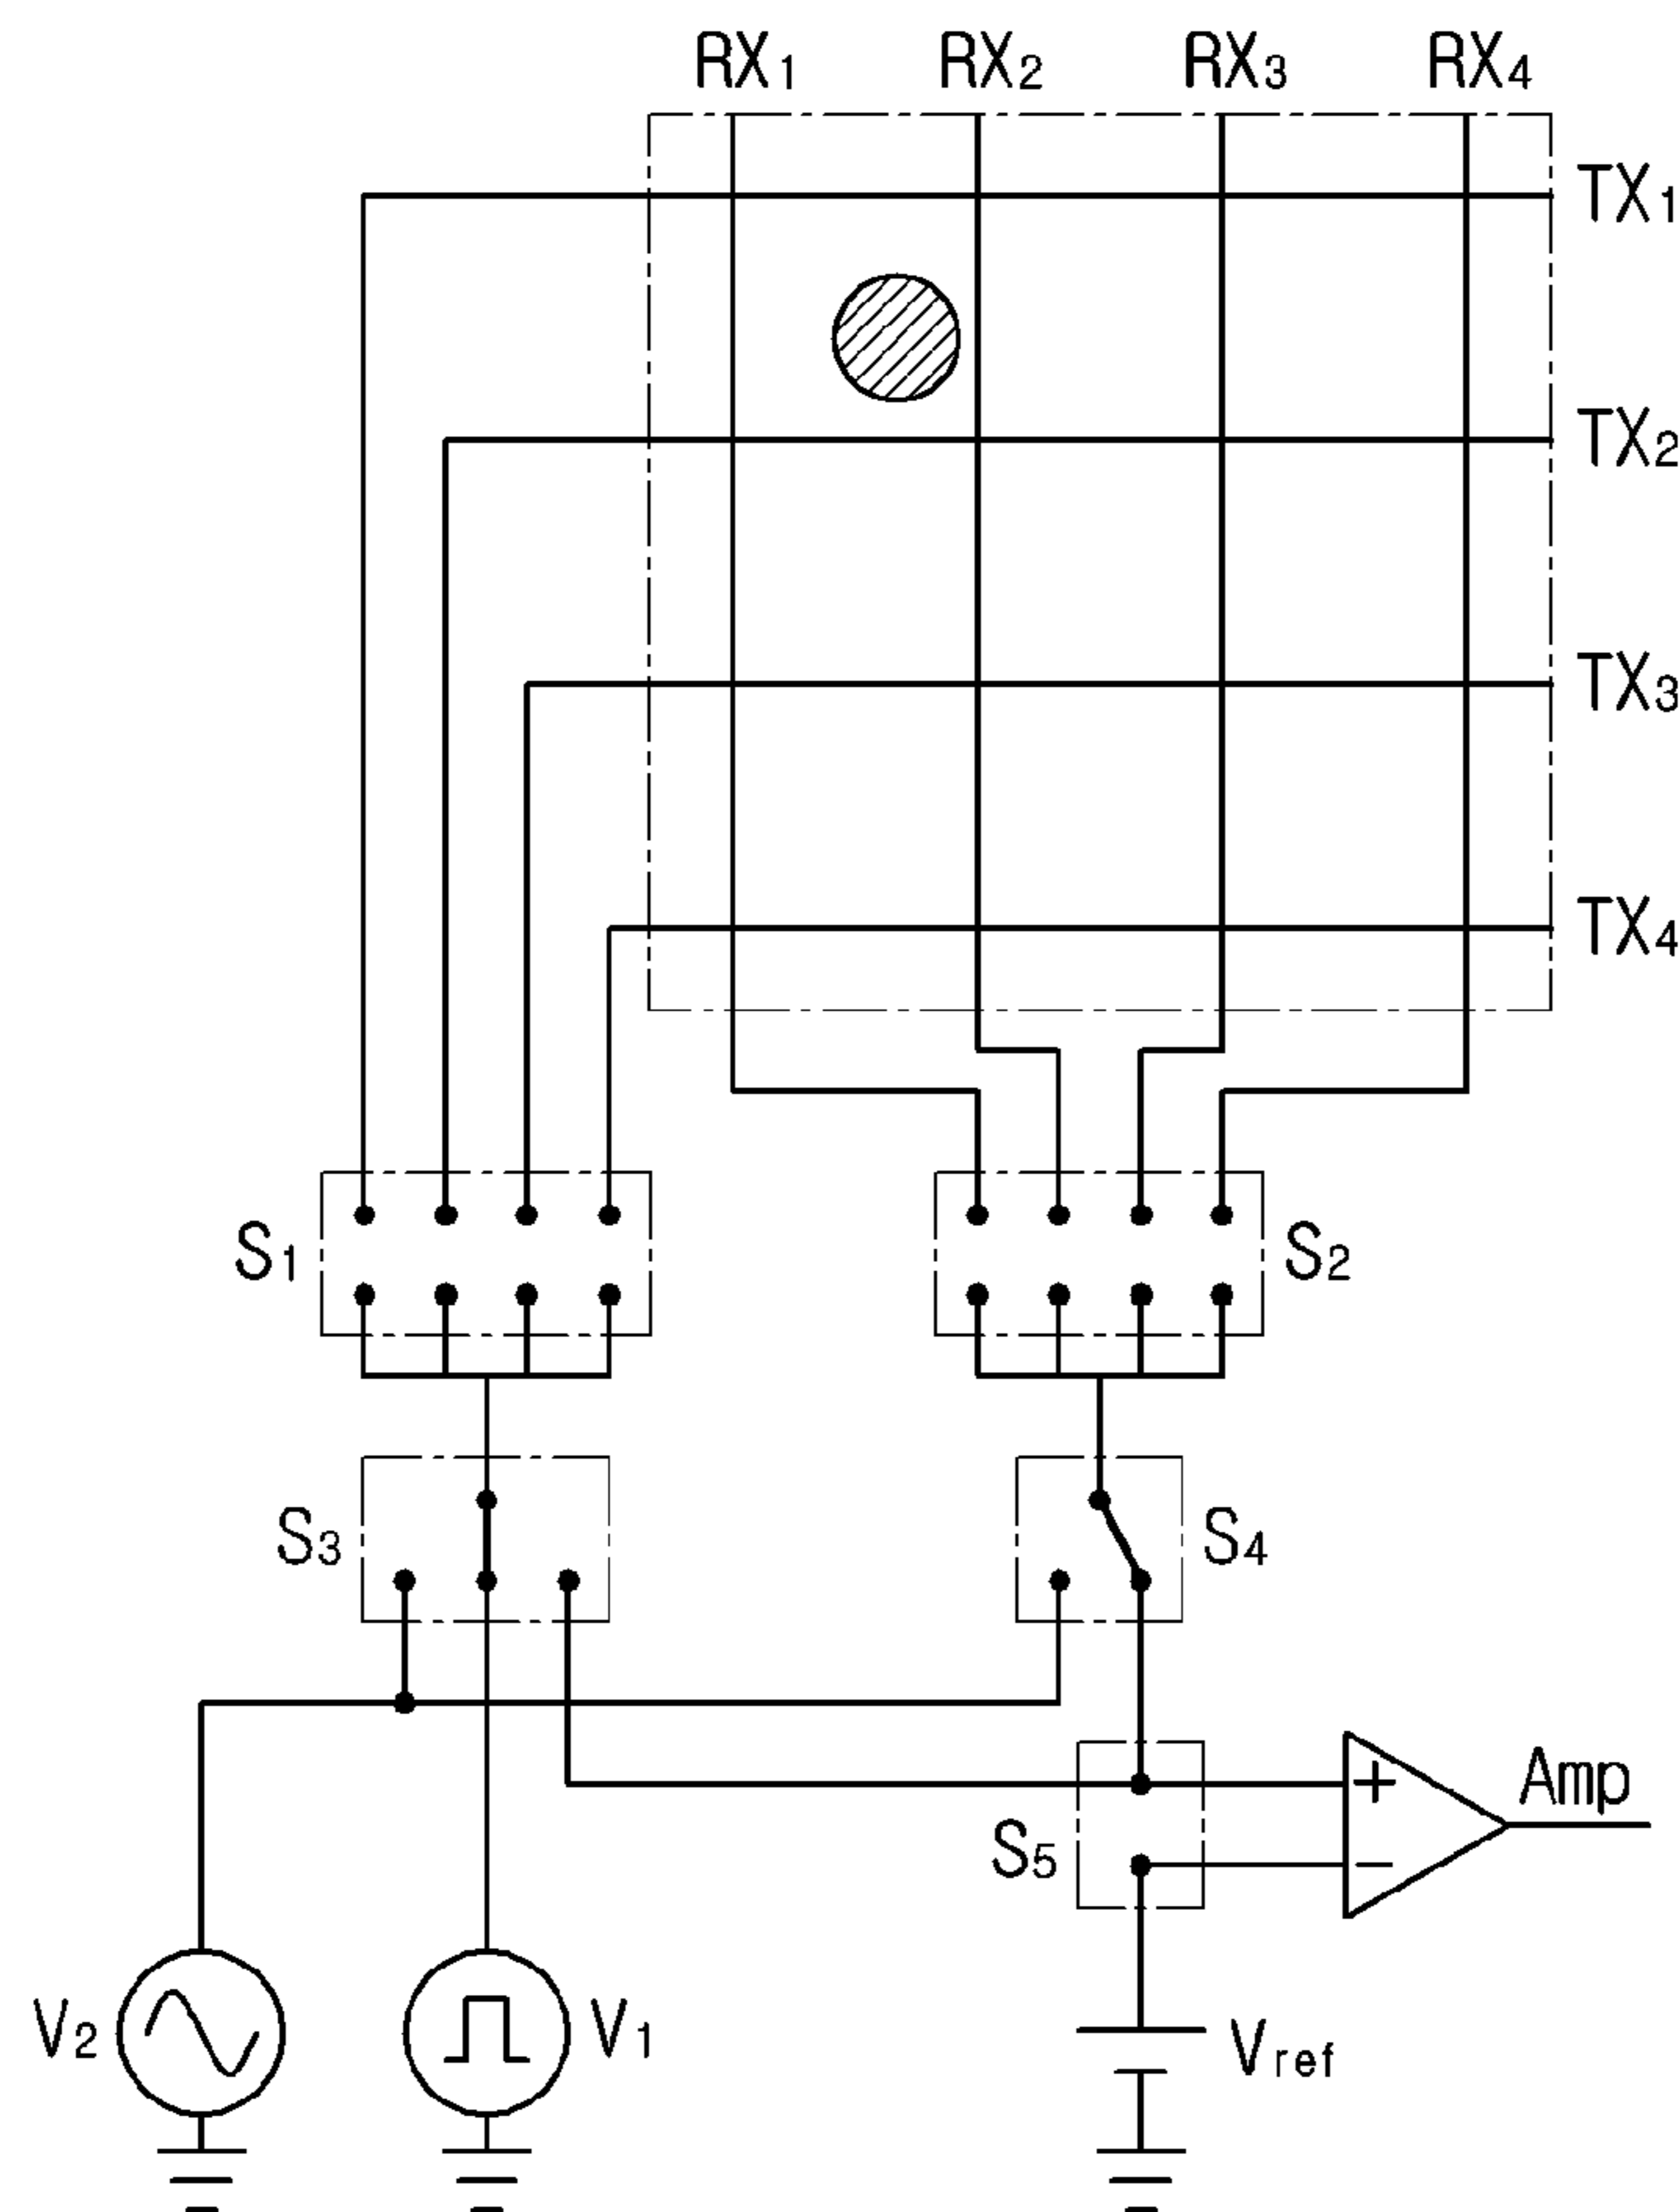 RX1 RX2 RX3 RX4
TX1
TX2
TX3
TX4
S1
S2
S3
S4
Amp
+
S5
−
V2
V1
Vref